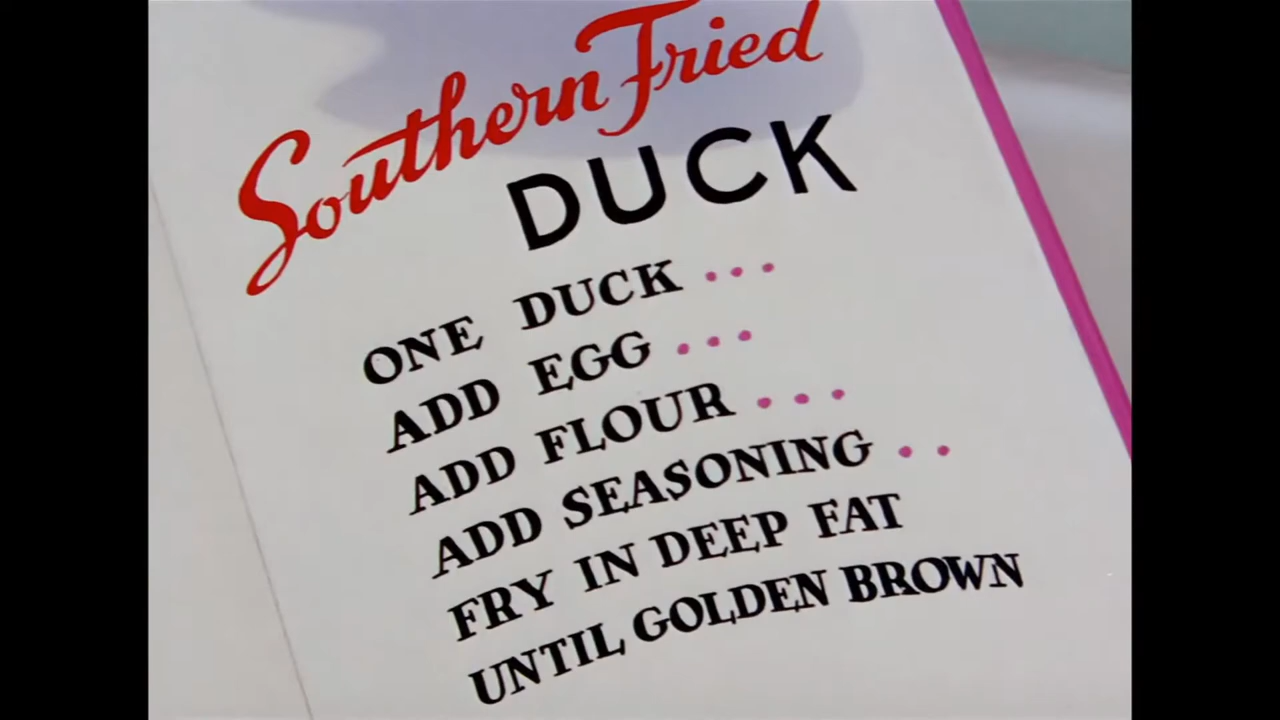 Southern Fried
DUCK
ONE DUCK...
ADD EGG...
ADD FLOUR...
ADD SEASONING..
FRY IN DEEP FAT
UNTIL GOLDEN BROWN